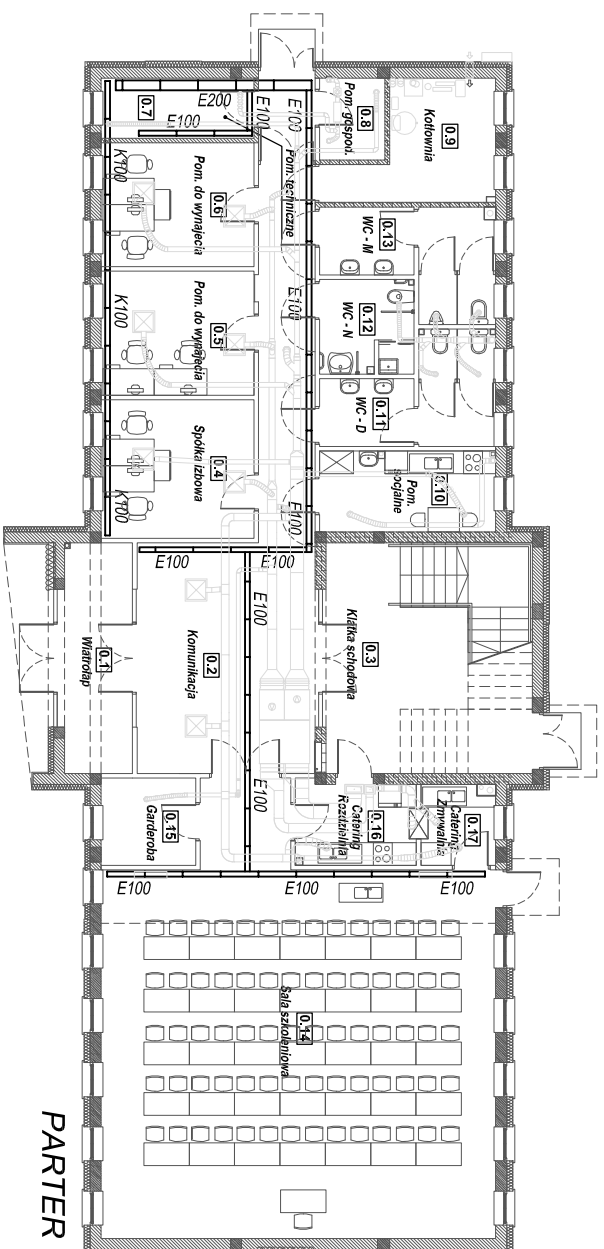 0.7
E200
E100
E100
E100
0.8
Pom. gospod.
0.9
Kotłownia
K100
0.6
Pom. do wynajęcia
Pom. techniczne
0.13
WC - M
K100
0.5
Pom. do wynajęcia
E100
0.12
WC - N
0.11
WC - D
K100
0.4
Spółka izbowa
E100
0.10
Pom.
socjalne
E100
E100
0.1
Wiatrołap
0.2
Komunikacja
E100
0.3
Klatka schodowa
E100
0.15
Garderoba
0.16
Catering
Rozdzielnia
0.17
Catering
Zmywalnia
E100
E100
E100
0.14
Sala szkoleniowa
PARTER